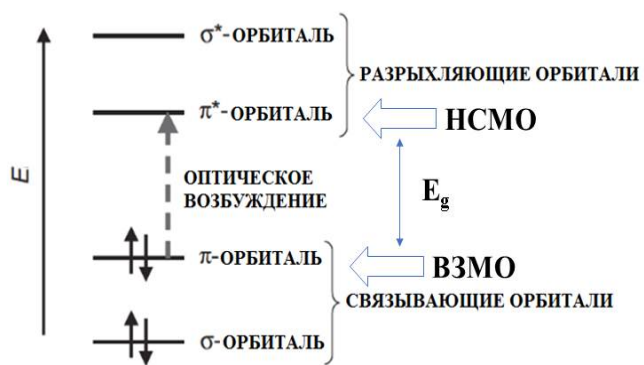 σ*-ОРБИТАЛЬ
РАЗРЫХЛЯЮЩИЕ ОРБИТАЛИ
π*-ОРБИТАЛЬ
НСМО
E
ОПТИЧЕСКОЕ
ВОЗБУЖДЕНИЕ
Eg
π-ОРБИТАЛЬ
ВЗМО
СВЯЗЫВАЮЩИЕ ОРБИТАЛИ
σ-ОРБИТАЛЬ